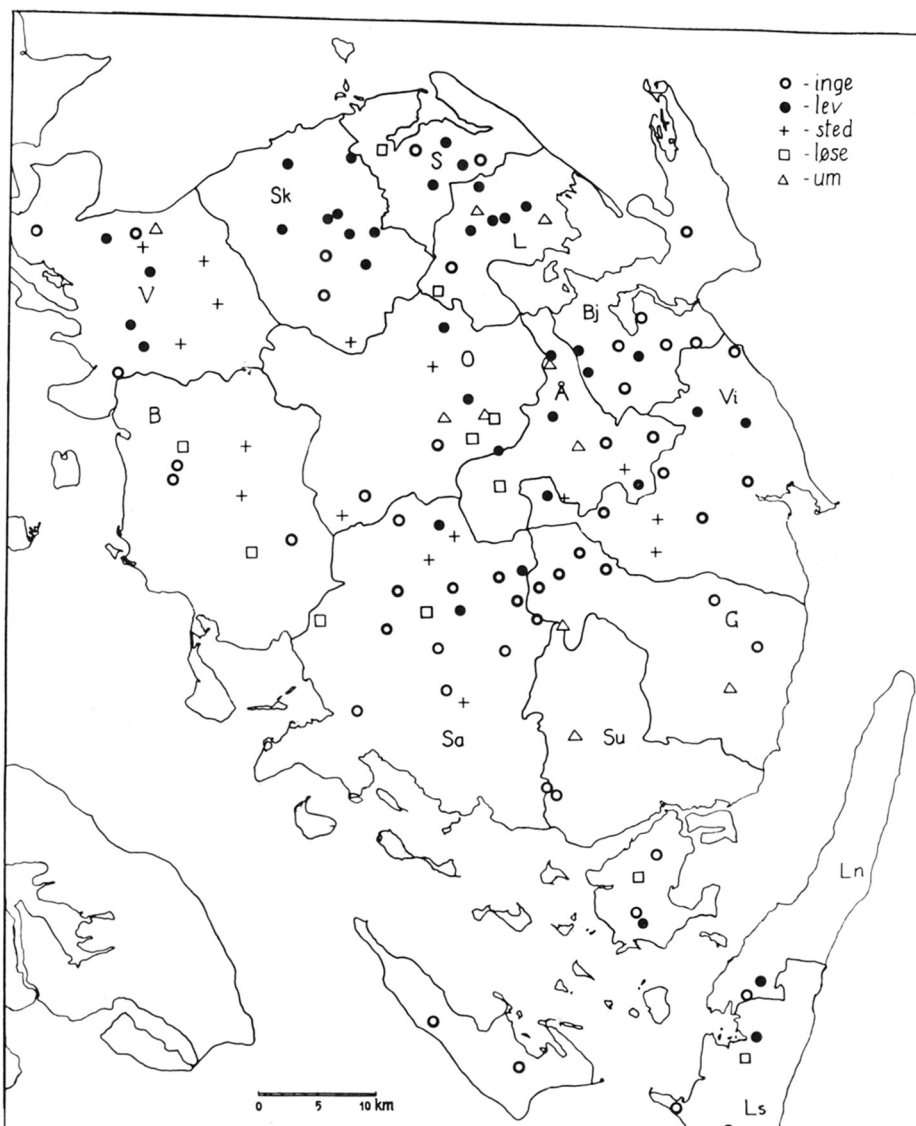 - inge
- lev
- sted
- løse
- um
S
Sk
L
V
Bj
O
Å
Vi
B
G
Sa
Su
Ln
0 5 10 km
Ls